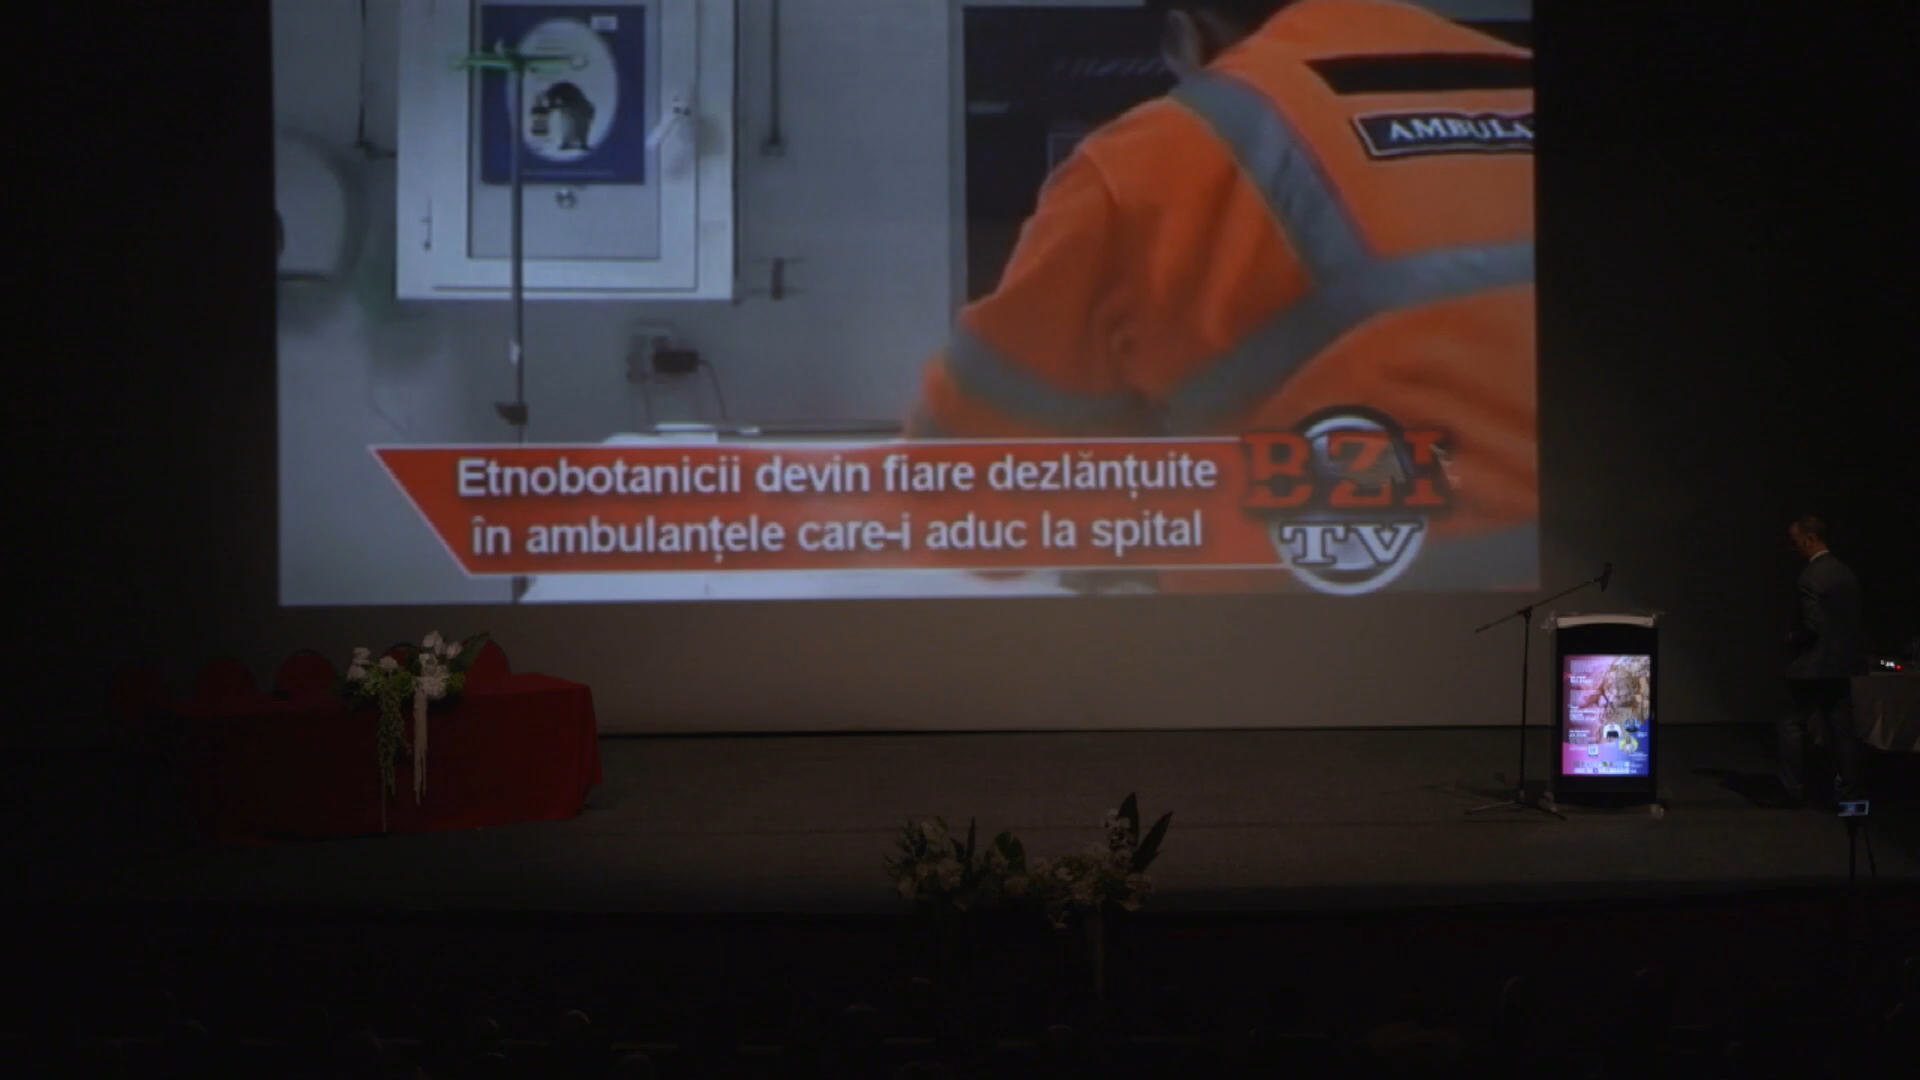 AMBULA
Etnobotanicii devin fiare dezlănțuite
în ambulanțele care-i aduc la spital
BZI
TV